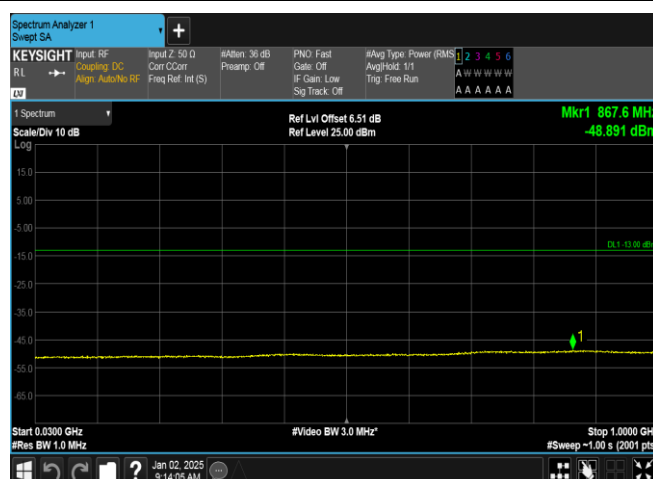 Spectrum Analyzer 1
Swept SA
+
KEYSIGHT Input: RF Input Z: 50 Ω #Atten: 36 dB PNO: Fast #Avg Type: Power (RMS 1 2 3 4 5 6
RL Coupling: DC Corr CCorr Preamp: Off Gate: Off Avg|Hold: 1/1 A W W W W W
Align: Auto/No RF Freq Ref: Int (S) IF Gain: Low Trig: Free Run
LXI Sig Track: Off A A A A A A
1 Spectrum Ref Lvl Offset 6.51 dB Mkr1 867.6 MHz
Scale/Div 10 dB Ref Level 25.00 dBm -48.891 dBm
Log
15.0
5.00
-5.00
DL1 -13.00 dBm
-15.0
-25.0
-35.0
-45.0
1
-55.0
-65.0
Start 0.0300 GHz #Video BW 3.0 MHz* Stop 1.0000 GHz
#Res BW 1.0 MHz #Sweep ~1.00 s (2001 pts
? Jan 02, 2025
9:14:05 AM